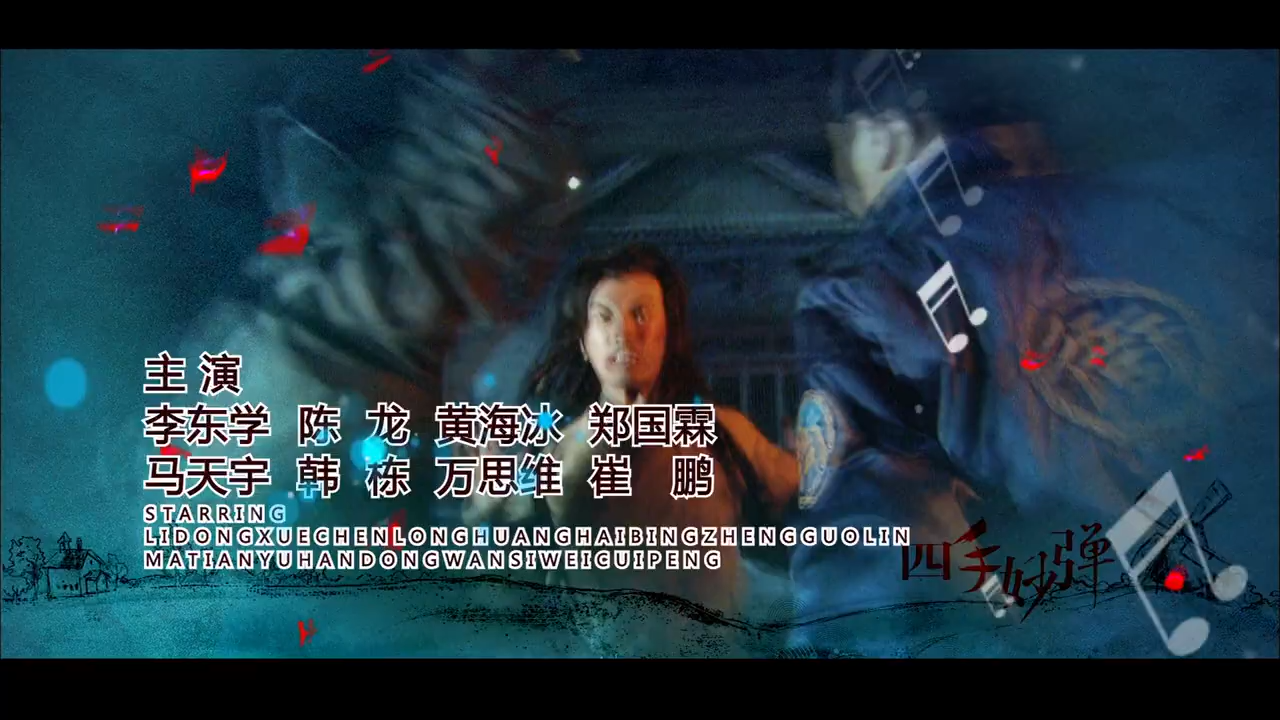 主 演
李东学 陈 龙 黄海冰 郑国霖
马天宇 韩 栋 万思维 崔 鹏
STARRING
LIDONGXUECHENLONGHUANGHAIBINGZHENGGUOLIN
MATIANYUHANDONGWANSIWEICUIPENG
四手妙弹